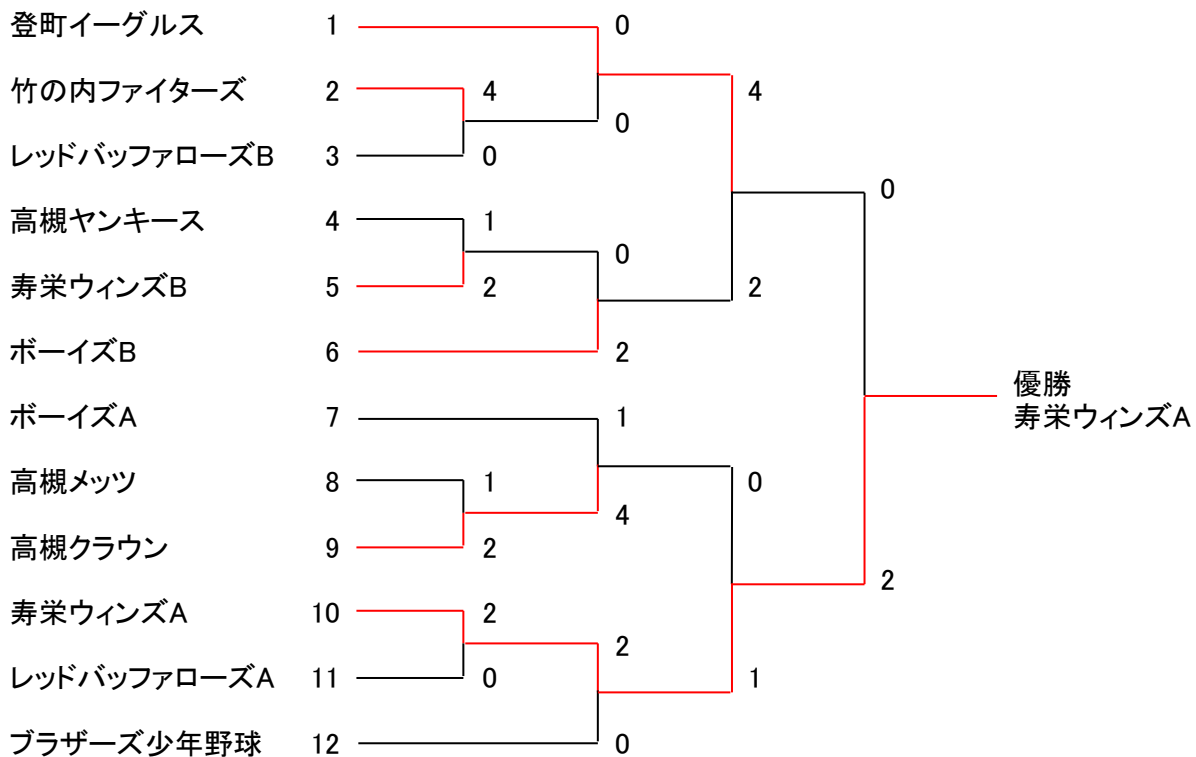 登町イーグルス 1 0
竹の内ファイターズ 2 4 4
0
レッドバッファローズB 3 0
0
高槻ヤンキース 4 1
0
寿栄ウィンズB 5 2 2
ボーイズB 6 2
優勝
寿栄ウィンズA
ボーイズA 7 1
高槻メッツ 8 1 0
4
高槻クラウン 9 2
2
寿栄ウィンズA 10 2
2
レッドバッファローズA 11 0 1
ブラザーズ少年野球 12 0